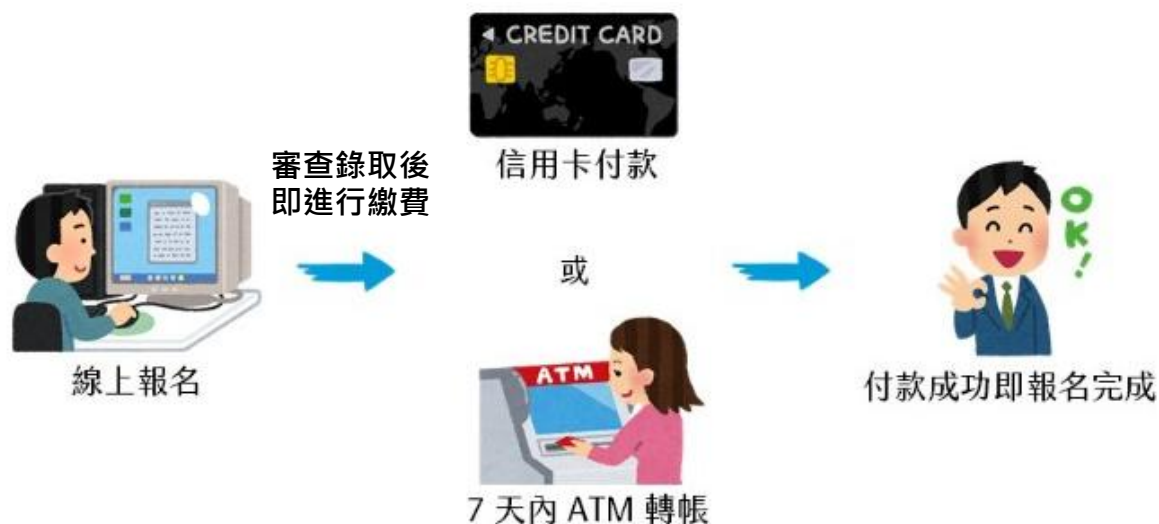 CREDIT CARD
信用卡付款
審查錄取後
即進行繳費
或
線上報名
ATM
7 天內 ATM 轉帳
OK!
付款成功即報名完成